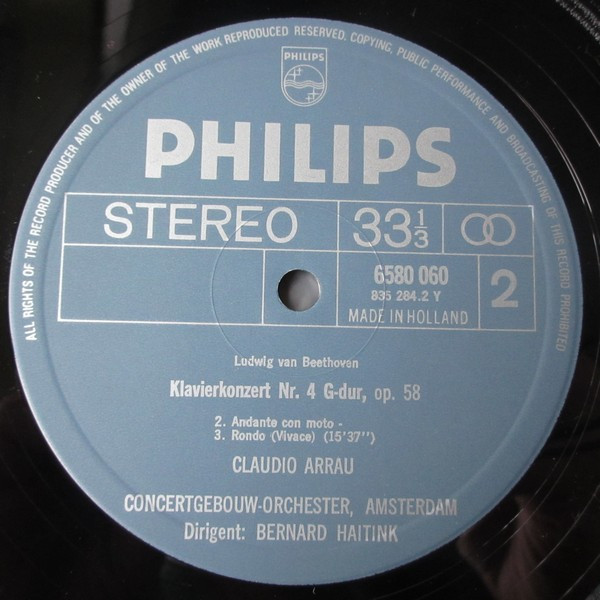 ALL RIGHTS OF THE RECORD PRODUCER AND OF THE OWNER OF THE WORK REPRODUCED RESERVED. COPYING, PUBLIC PERFORMANCE AND BROADCASTING OF THIS RECORD PROHIBITED
PHILIPS
PHILIPS
STEREO 33 1/3
6580 060
835 284.2 Y
2
MADE IN HOLLAND
Ludwig van Beethoven
Klavierkonzert Nr. 4 G-dur, op. 58
2. Andante con moto -
3. Rondo (Vivace) (15'37'')
CLAUDIO ARRAU
CONCERTGEBOUW-ORCHESTER, AMSTERDAM
Dirigent: BERNARD HAITINK